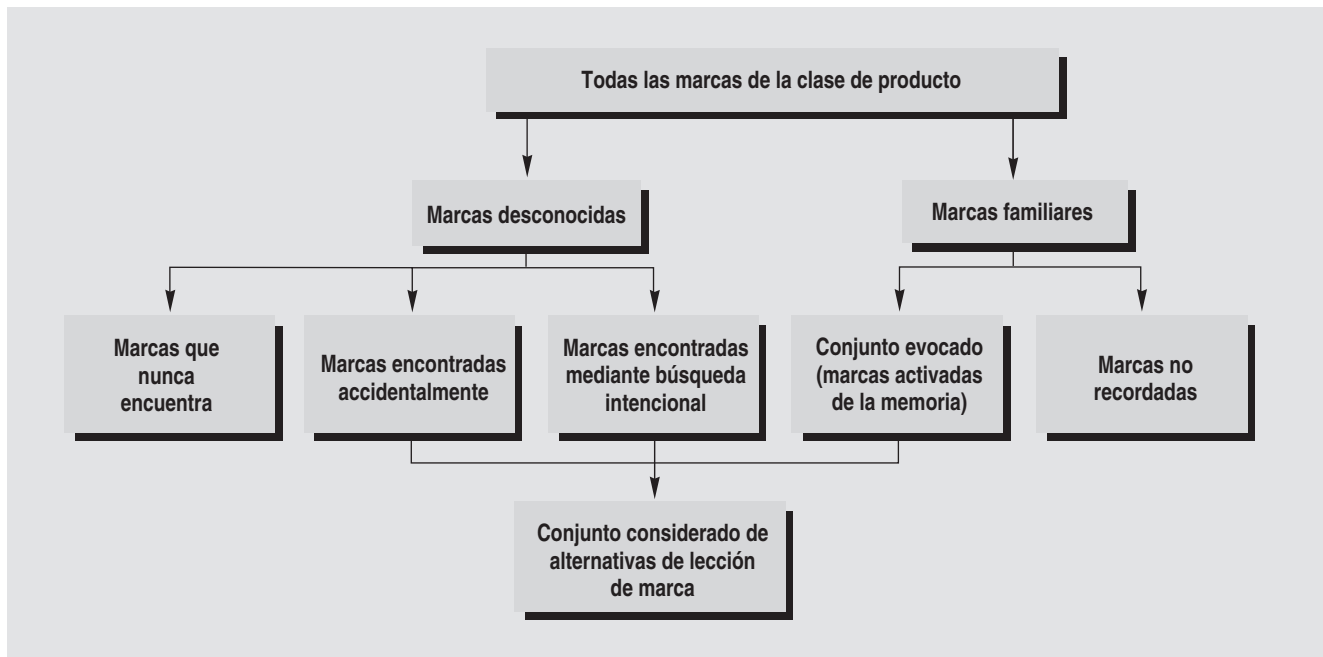 Todas las marcas de la clase de producto
Marcas desconocidas
Marcas familiares
Marcas que
nunca
encuentra
Marcas encontradas
accidentalmente
Marcas encontradas
mediante búsqueda
intencional
Conjunto evocado
(marcas activadas
de la memoria)
Marcas no
recordadas
Conjunto considerado de
alternativas de lección
de marca